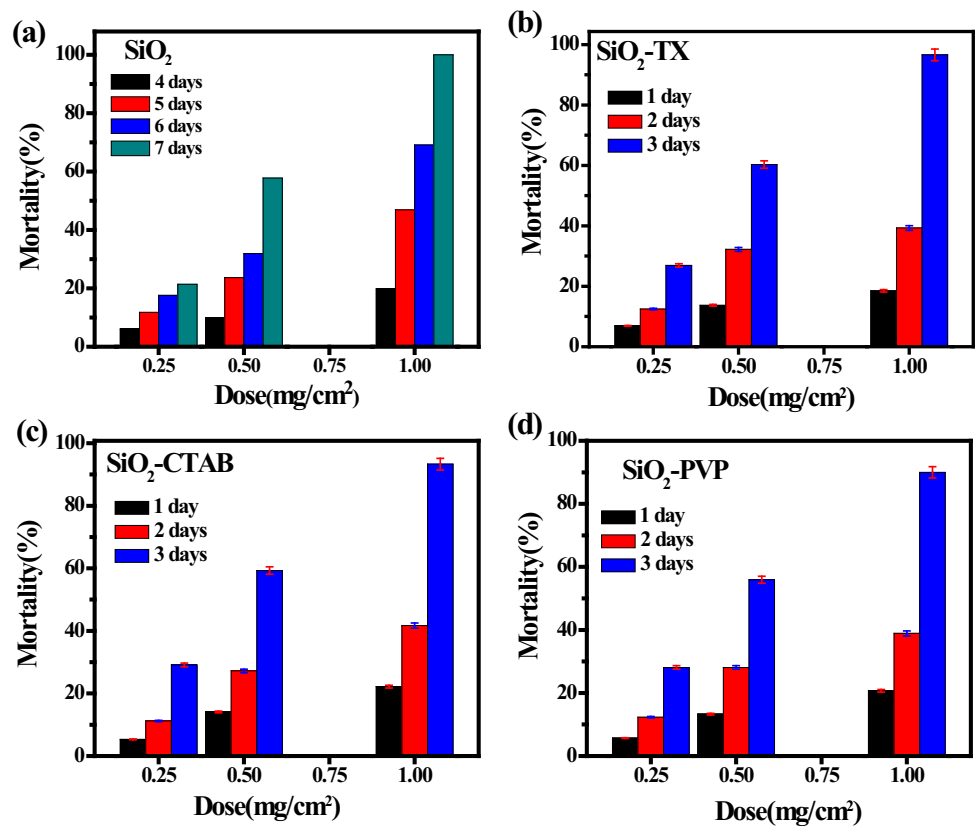 (a)
SiO₂
4 days
5 days
6 days
7 days
Mortality(%)
100
80
60
40
20
0
0.25 0.50 0.75 1.00
Dose(mg/cm²)
(b)
SiO₂-TX
1 day
2 days
3 days
Mortality(%)
100
80
60
40
20
0
0.25 0.50 0.75 1.00
Dose(mg/cm²)
(c)
SiO₂-CTAB
1 day
2 days
3 days
Mortality(%)
100
80
60
40
20
0
0.25 0.50 0.75 1.00
Dose(mg/cm²)
(d)
SiO₂-PVP
1 day
2 days
3 days
Mortality(%)
100
80
60
40
20
0
0.25 0.50 0.75 1.00
Dose(mg/cm²)